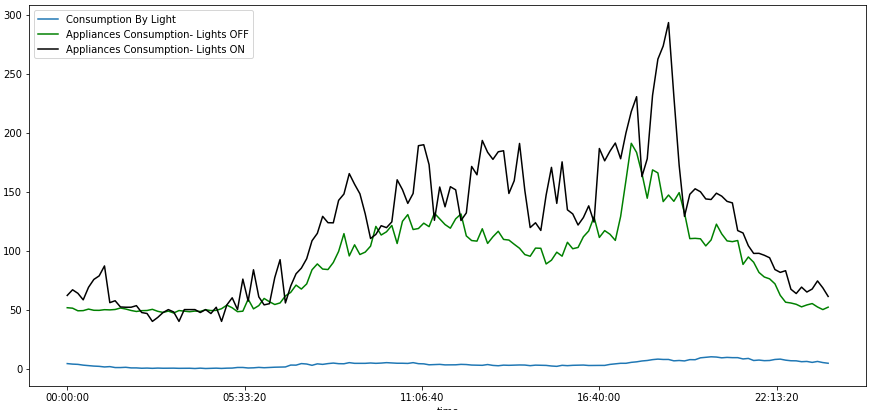 Consumption By Light
Appliances Consumption- Lights OFF
Appliances Consumption- Lights ON
300
250
200
150
100
50
0
00:00:00 05:33:20 11:06:40 16:40:00 22:13:20
time